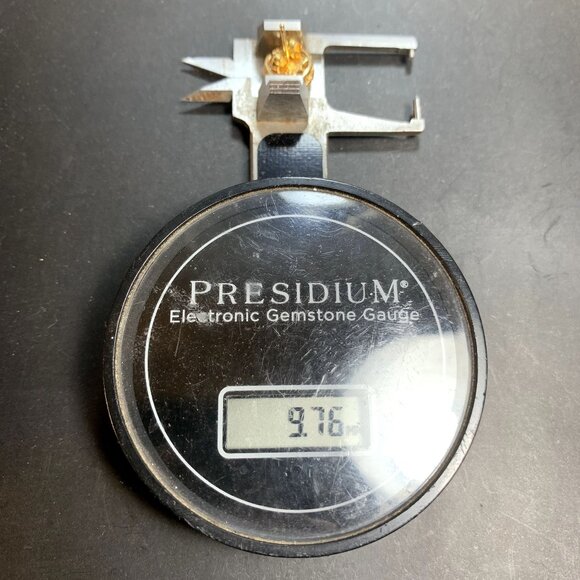 PRESIDIUM®
Electronic Gemstone Gauge
9.76